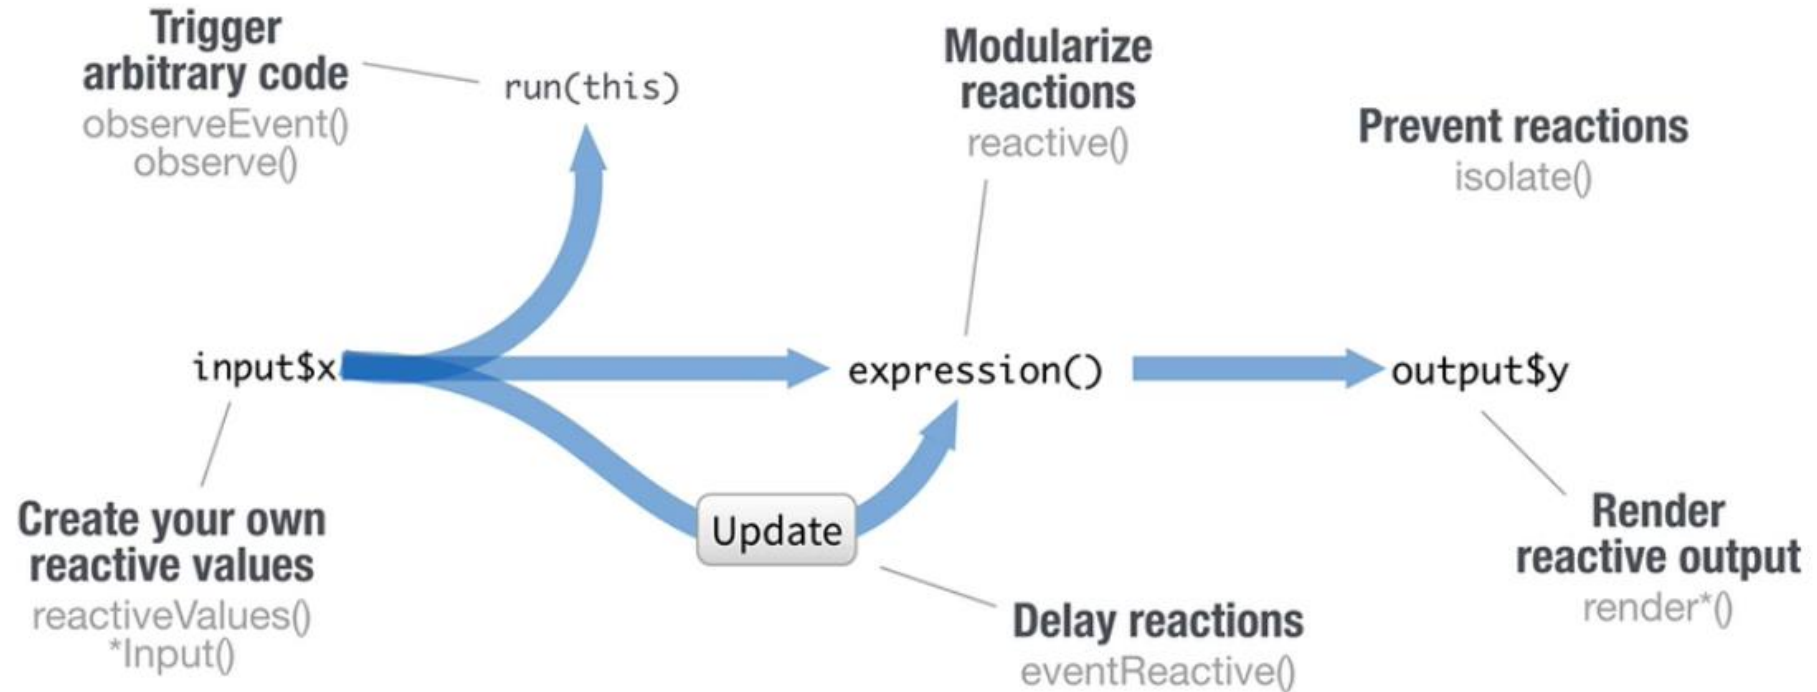 Trigger
arbitrary code
observeEvent()
observe()
run(this)
Modularize
reactions
reactive()
Prevent reactions
isolate()
input$x
expression()
output$y
Create your own
reactive values
reactiveValues()
*Input()
Update
Delay reactions
eventReactive()
Render
reactive output
render*()